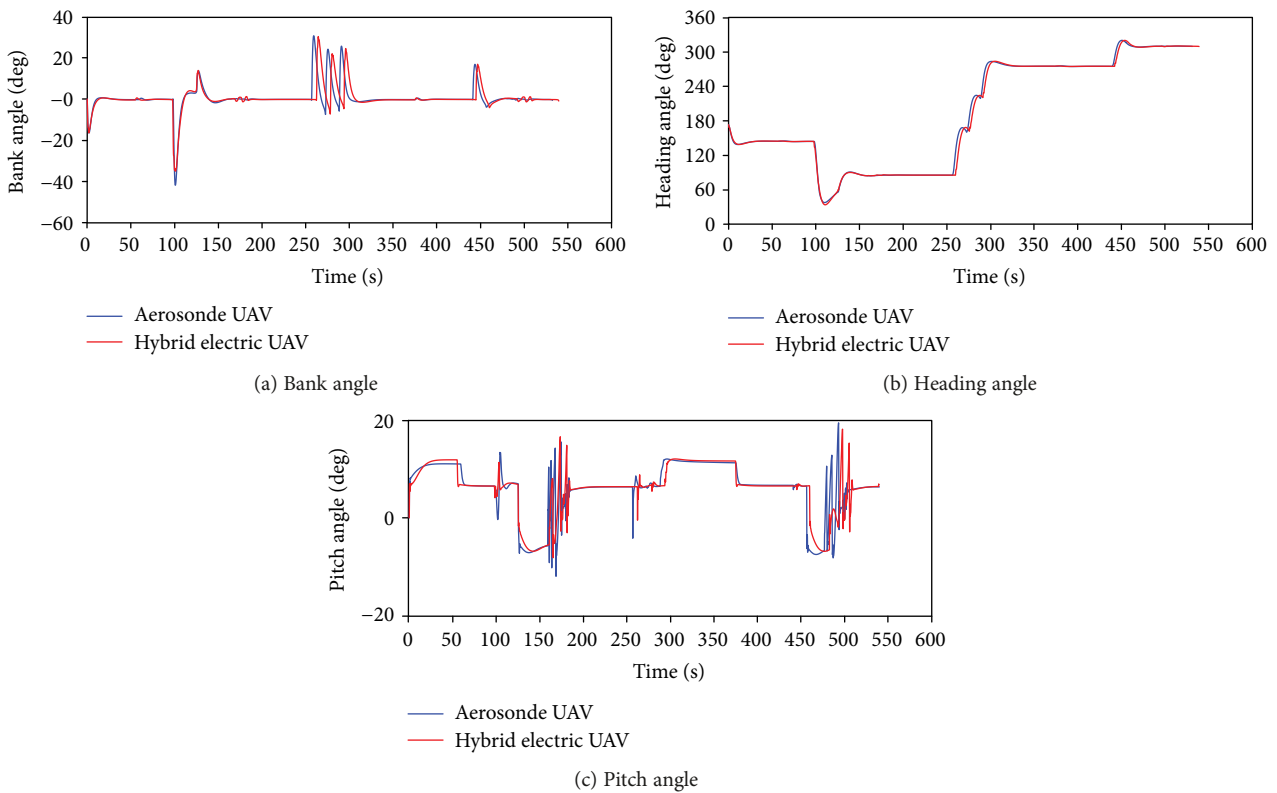 40
20
−0
−20
−40
−60
Bank angle (deg)
0 50 100 150 200 250 300 350 400 450 500 550 600
Time (s)
Aerosonde UAV
Hybrid electric UAV
(a) Bank angle
360
300
240
180
120
60
0
Heading angle (deg)
0 50 100 150 200 250 300 350 400 450 500 550 600
Time (s)
Aerosonde UAV
Hybrid electric UAV
(b) Heading angle
20
0
−20
Pitch angle (deg)
0 50 100 150 200 250 300 350 400 450 500 550 600
Time (s)
Aerosonde UAV
Hybrid electric UAV
(c) Pitch angle